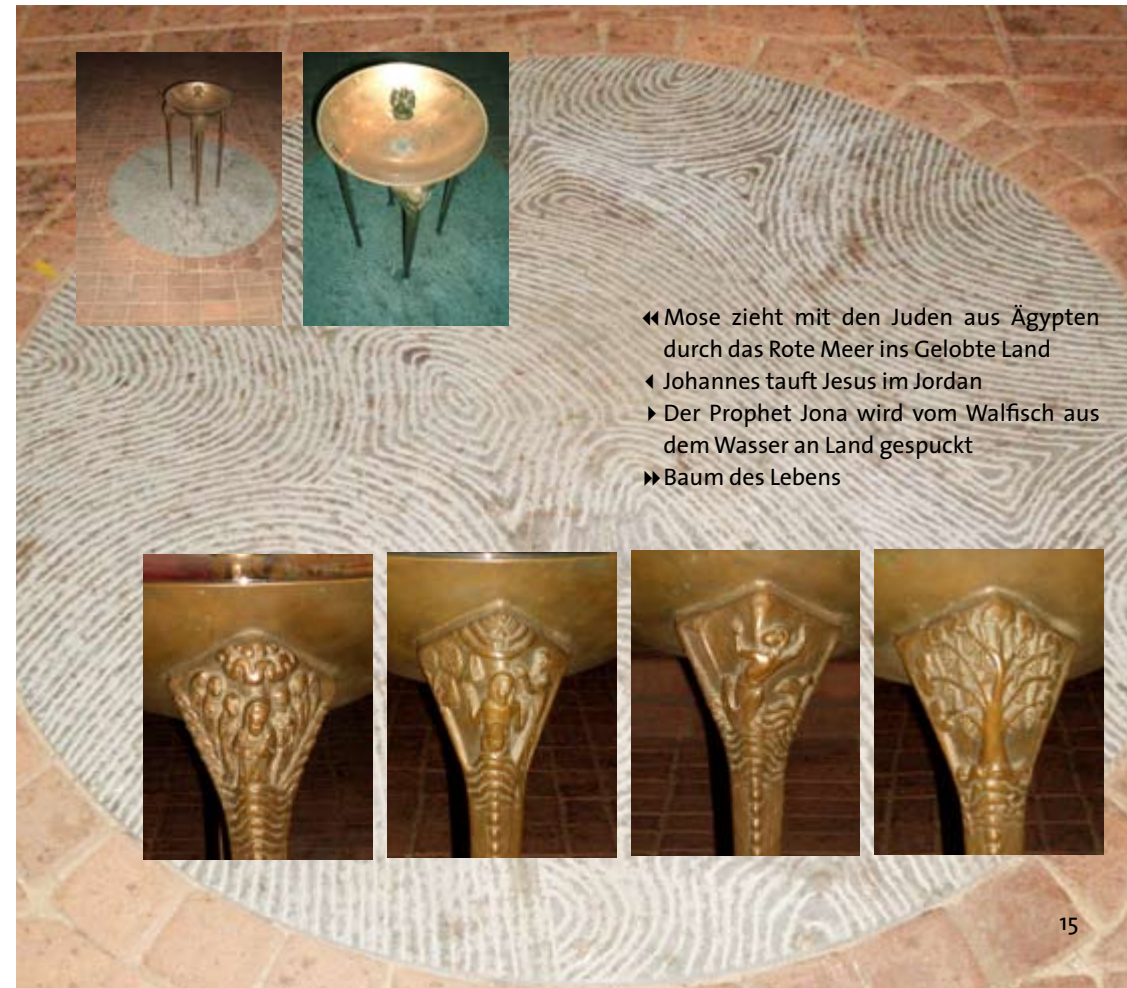 ◀◀ Mose zieht mit den Juden aus Ägypten
durch das Rote Meer ins Gelobte Land
◀ Johannes tauft Jesus im Jordan
▶ Der Prophet Jona wird vom Walfisch aus
dem Wasser an Land gespuckt
▶▶ Baum des Lebens
15